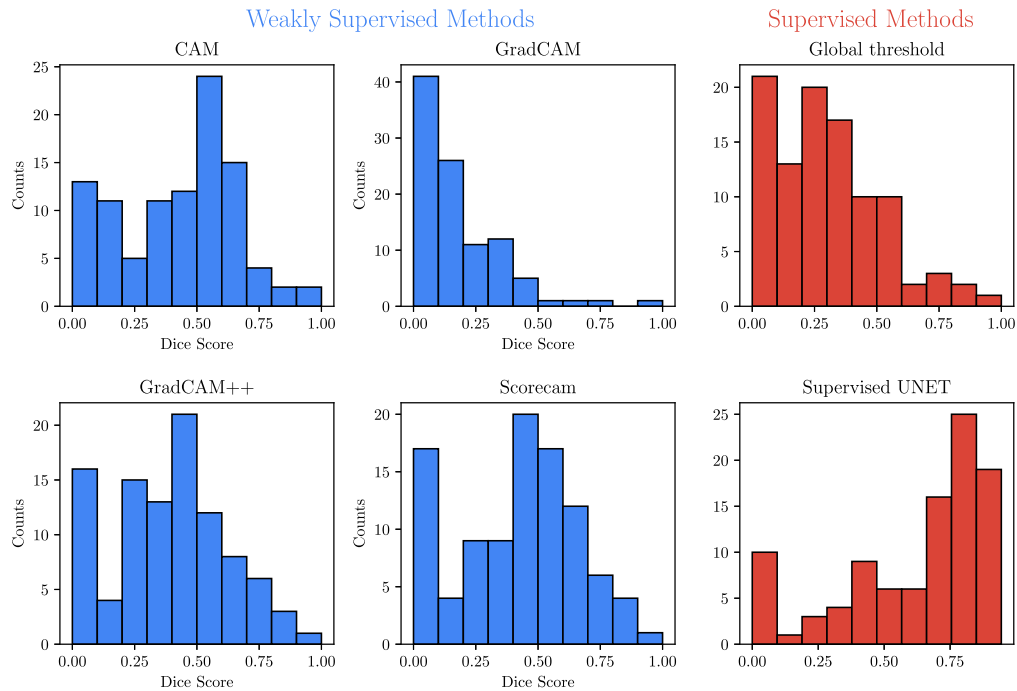 Weakly Supervised Methods
Supervised Methods
CAM
GradCAM
Global threshold
Counts
25
20
15
10
5
0
0.00 0.25 0.50 0.75 1.00
Dice Score
Counts
40
30
20
10
0
0.00 0.25 0.50 0.75 1.00
Dice Score
20
15
10
5
0
0.00 0.25 0.50 0.75 1.00
GradCAM++
Scorecam
Supervised UNET
Counts
20
15
10
5
0
0.00 0.25 0.50 0.75 1.00
Dice Score
Counts
20
15
10
5
0
0.00 0.25 0.50 0.75 1.00
Dice Score
25
20
15
10
5
0
0.00 0.25 0.50 0.75